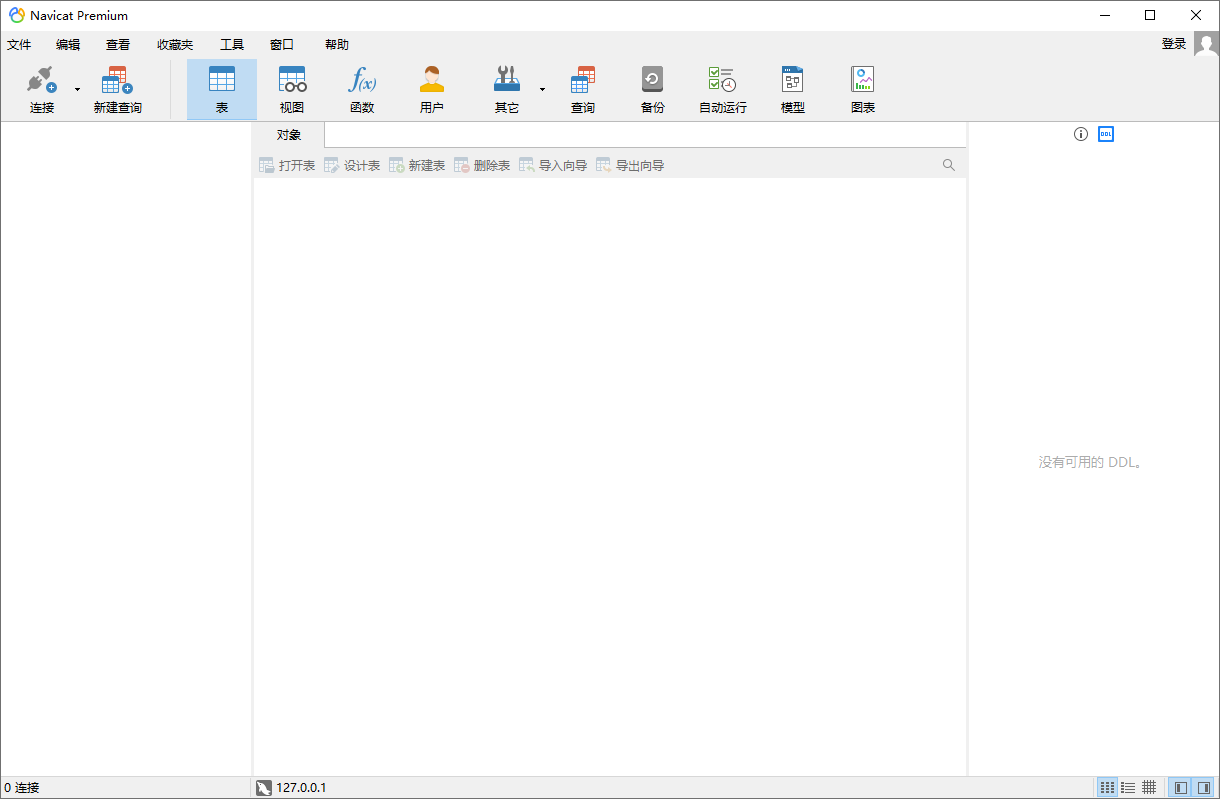 Navicat Premium
文件 编辑 查看 收藏夹 工具 窗口 帮助 登录
连接 新建查询 表 视图 函数 用户 其它 查询 备份 自动运行 模型 图表
f(x)
对象
DDL
打开表 设计表 新建表 删除表 导入向导 导出向导
没有可用的 DDL。
0 连接 127.0.0.1